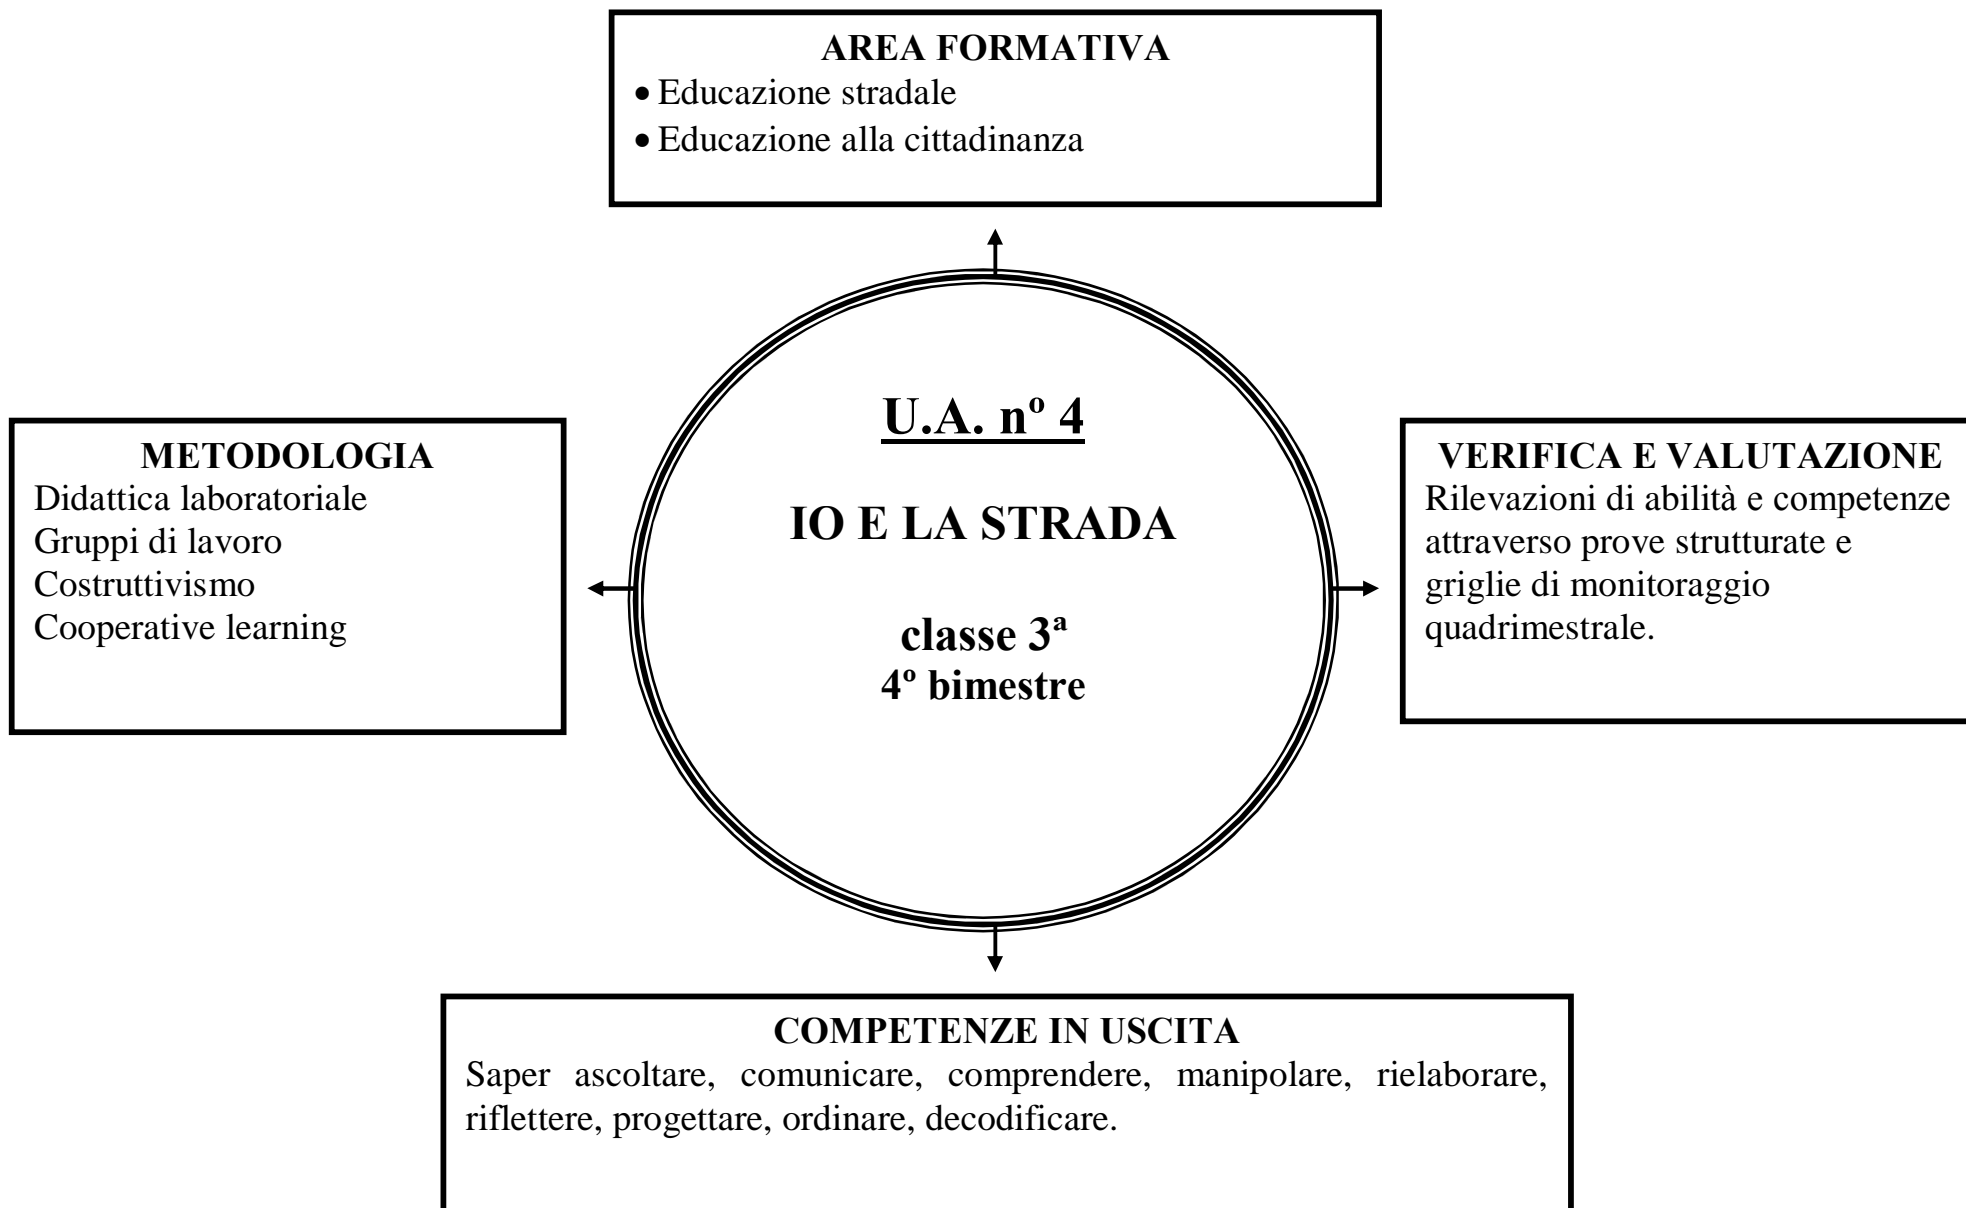 AREA FORMATIVA
• Educazione stradale
• Educazione alla cittadinanza
METODOLOGIA
Didattica laboratoriale
Gruppi di lavoro
Costruttivismo
Cooperative learning
U.A. nº 4
IO E LA STRADA
classe 3ª
4º bimestre
VERIFICA E VALUTAZIONE
Rilevazioni di abilità e competenze
attraverso prove strutturate e
griglie di monitoraggio
quadrimestrale.
COMPETENZE IN USCITA
Saper ascoltare, comunicare, comprendere, manipolare, rielaborare,
riflettere, progettare, ordinare, decodificare.